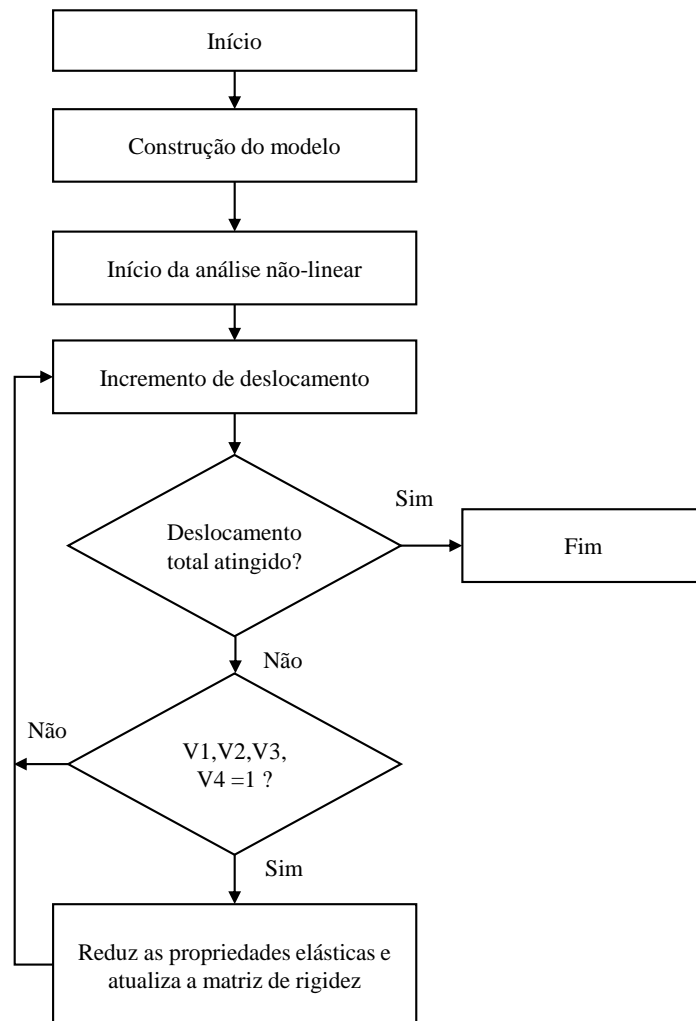 Início
Construção do modelo
Início da análise não-linear
Incremento de deslocamento
Sim
Deslocamento
total atingido?
Fim
Não
Não
V1,V2,V3,
V4 =1 ?
Sim
Reduz as propriedades elásticas e
atualiza a matriz de rigidez